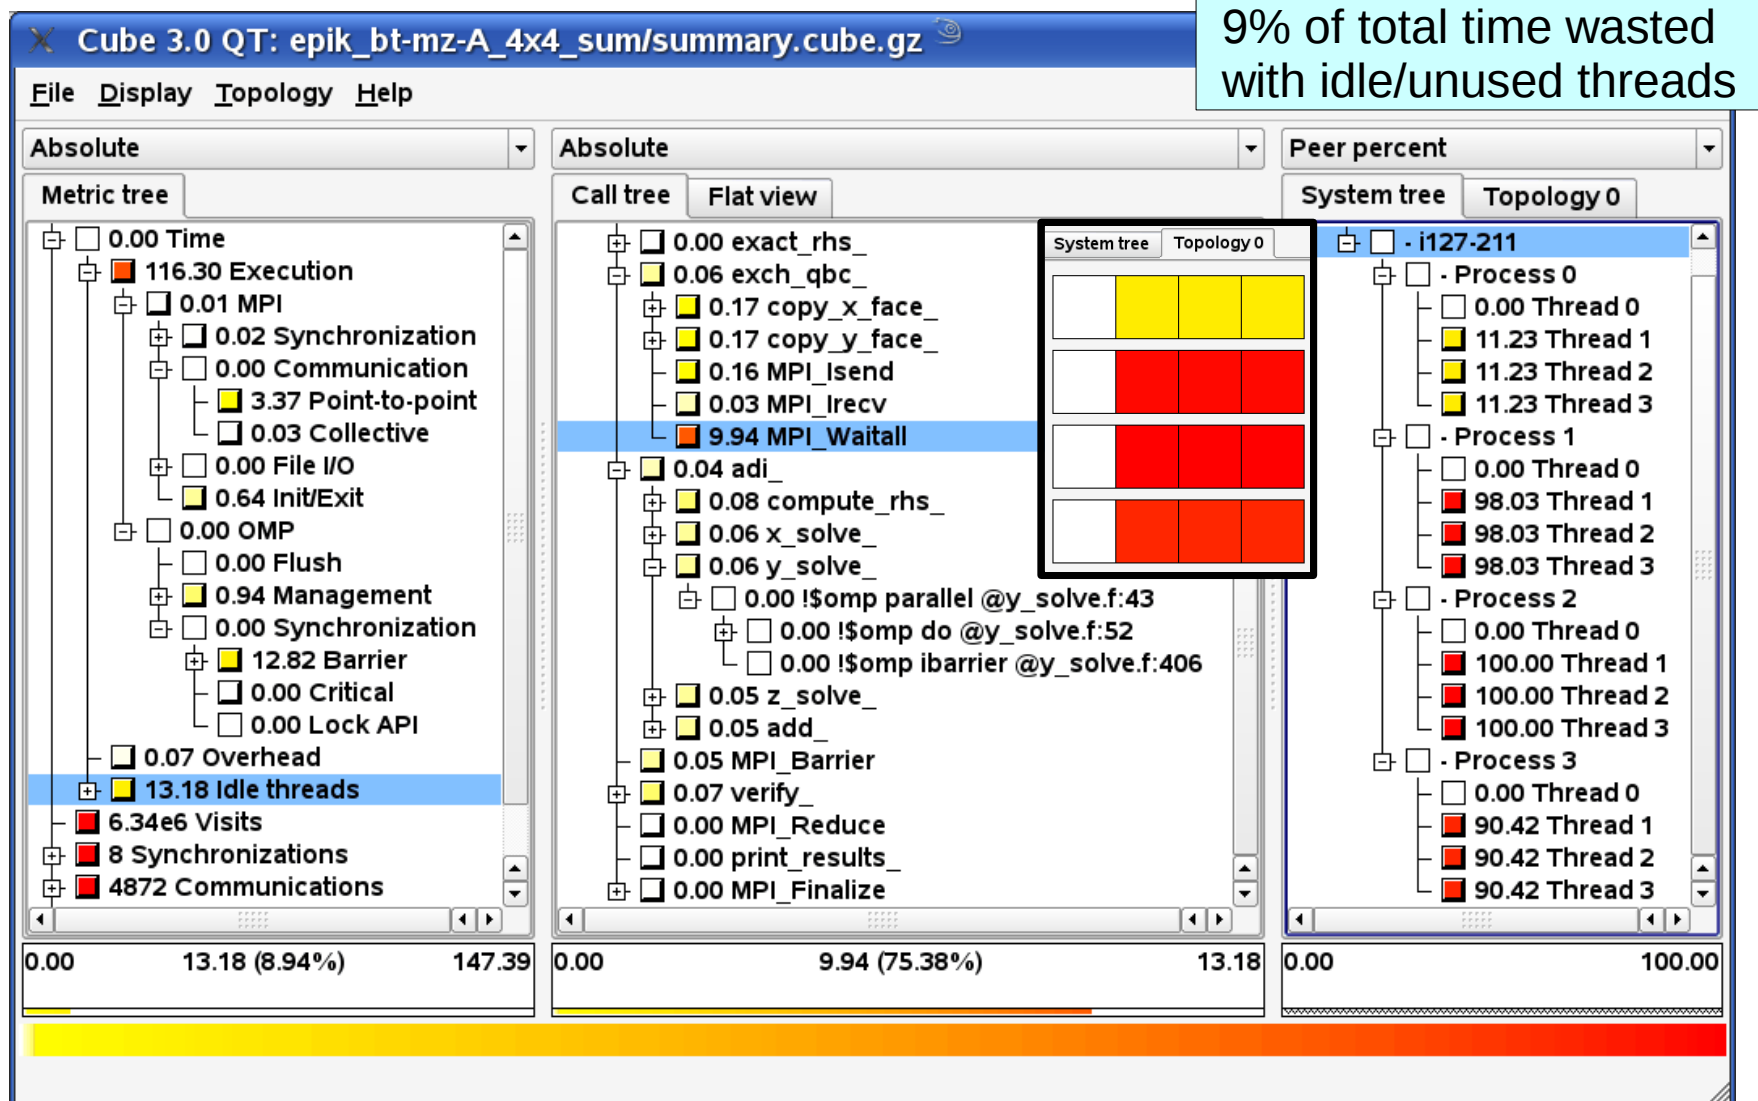 Cube 3.0 QT: epik_bt-mz-A_4x4_sum/summary.cube.gz
9% of total time wasted
with idle/unused threads
File Display Topology Help
Absolute
Metric tree
0.00 Time
116.30 Execution
0.01 MPI
0.02 Synchronization
0.00 Communication
3.37 Point-to-point
0.03 Collective
0.00 File I/O
0.64 Init/Exit
0.00 OMP
0.00 Flush
0.94 Management
0.00 Synchronization
12.82 Barrier
0.00 Critical
0.00 Lock API
0.07 Overhead
13.18 Idle threads
6.34e6 Visits
8 Synchronizations
4872 Communications
0.00 13.18 (8.94%) 147.39
Absolute
Call tree Flat view
0.00 exact_rhs_
0.06 exch_qbc_
0.17 copy_x_face_
0.17 copy_y_face_
0.16 MPI_Isend
0.03 MPI_Irecv
9.94 MPI_Waitall
0.04 adi_
0.08 compute_rhs_
0.06 x_solve_
0.06 y_solve_
0.00 !$omp parallel @y_solve.f:43
0.00 !$omp do @y_solve.f:52
0.00 !$omp ibarrier @y_solve.f:406
0.05 z_solve_
0.05 add_
0.05 MPI_Barrier
0.07 verify_
0.00 MPI_Reduce
0.00 print_results_
0.00 MPI_Finalize
0.00 9.94 (75.38%) 13.18
System tree Topology 0
Peer percent
System tree Topology 0
- i127-211
- Process 0
0.00 Thread 0
11.23 Thread 1
11.23 Thread 2
11.23 Thread 3
- Process 1
0.00 Thread 0
98.03 Thread 1
98.03 Thread 2
98.03 Thread 3
- Process 2
0.00 Thread 0
100.00 Thread 1
100.00 Thread 2
100.00 Thread 3
- Process 3
0.00 Thread 0
90.42 Thread 1
90.42 Thread 2
90.42 Thread 3
0.00 100.00